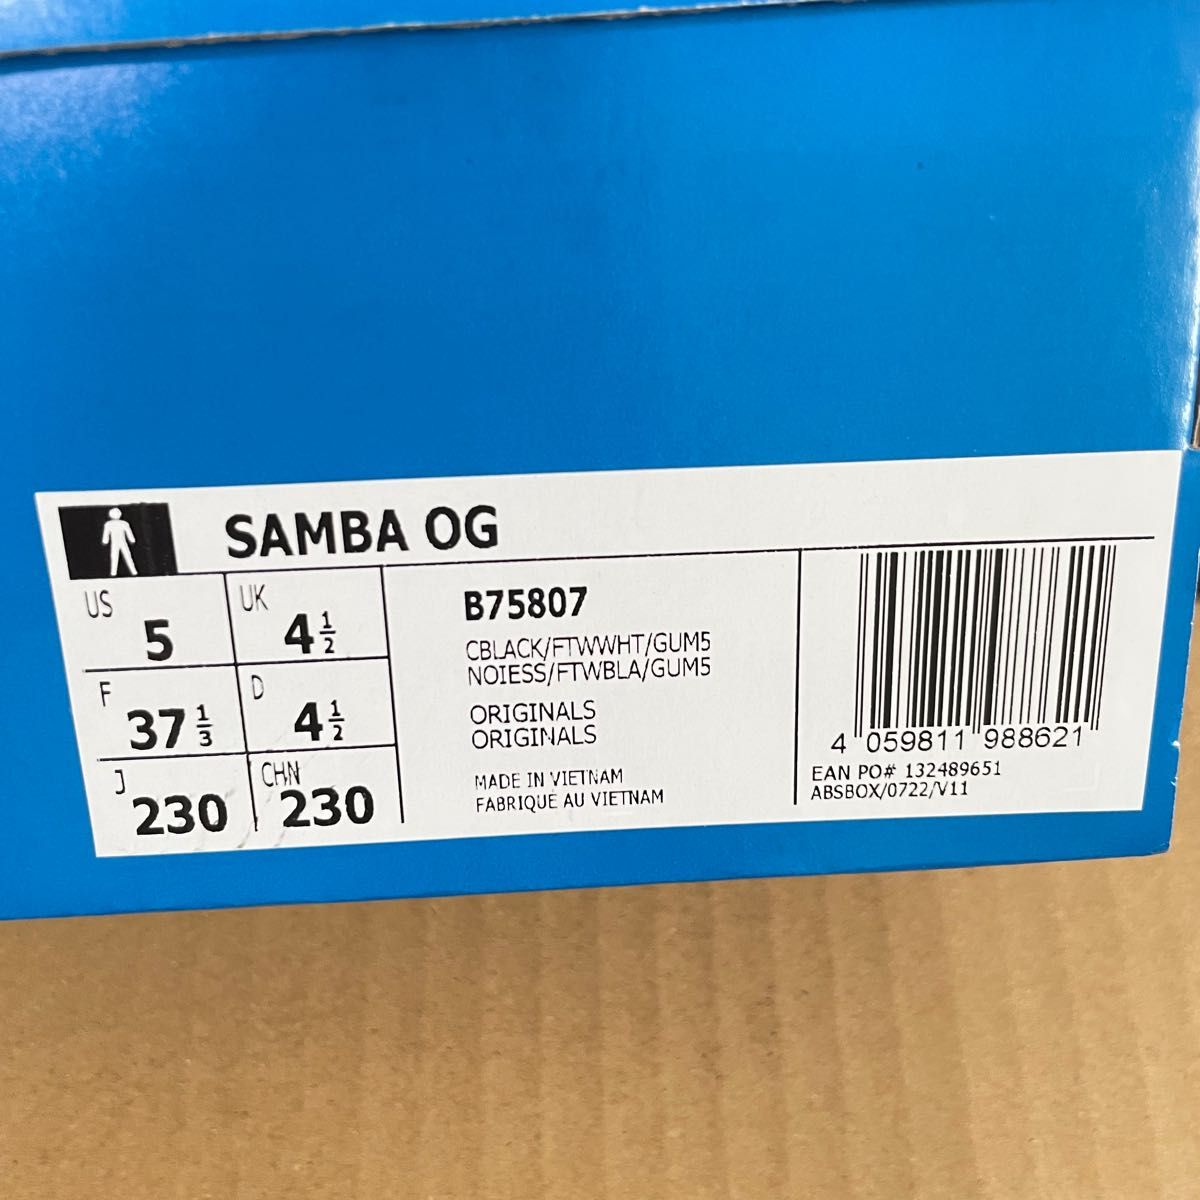 SAMBA OG
US 5 UK 4 1/2
F 37 1/3 D 4 1/2
J 230 CHN 230
B75807
CBLACK/FTWWHT/GUM5
NOIESS/FTWBLA/GUM5
ORIGINALS
ORIGINALS
MADE IN VIETNAM
FABRIQUE AU VIETNAM
4 059811 988621
EAN PO# 132489651
ABSBOX/0722/V11